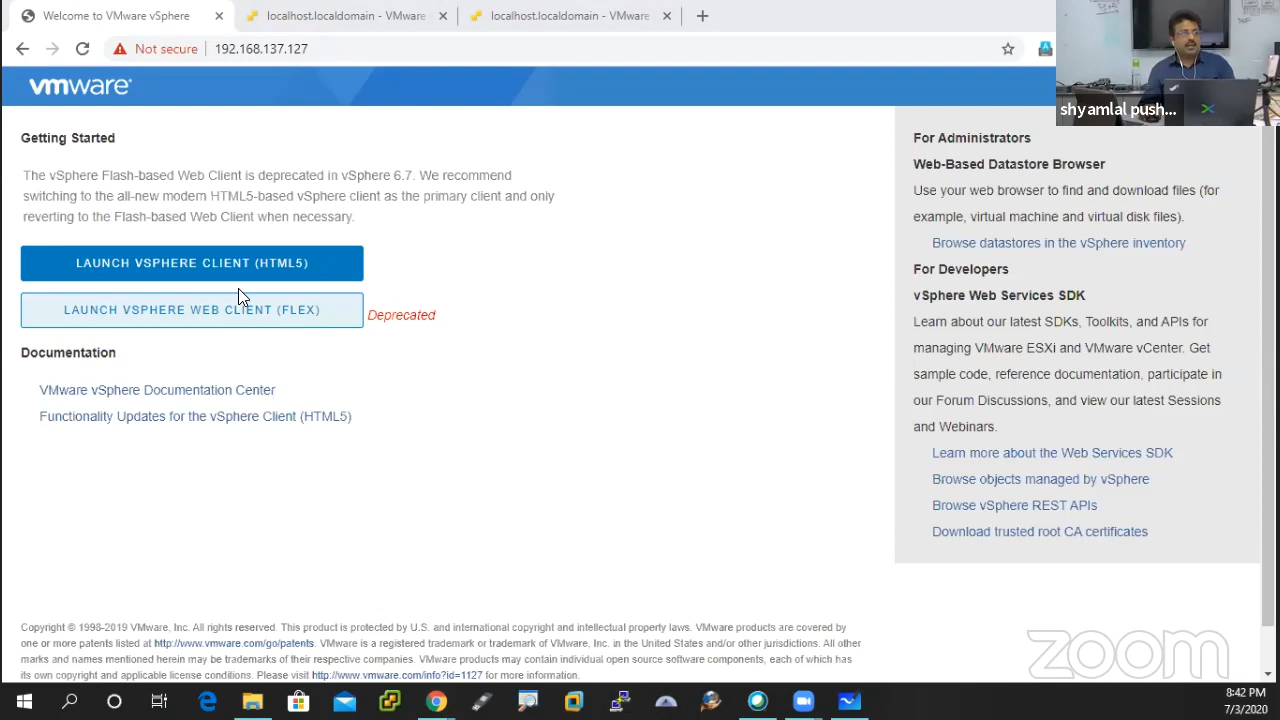 Welcome to VMware vSphere
localhost.localdomain - VMware
localhost.localdomain - VMware
Not secure
192.168.137.127
vmware®
shyamlal push...
Getting Started
The vSphere Flash-based Web Client is deprecated in vSphere 6.7. We recommend
switching to the all-new modern HTML5-based vSphere client as the primary client and only
reverting to the Flash-based Web Client when necessary.
LAUNCH VSPHERE CLIENT (HTML5)
LAUNCH VSPHERE WEB CLIENT (FLEX)
Deprecated
Documentation
VMware vSphere Documentation Center
Functionality Updates for the vSphere Client (HTML5)
For Administrators
Web-Based Datastore Browser
Use your web browser to find and download files (for
example, virtual machine and virtual disk files).
Browse datastores in the vSphere inventory
For Developers
vSphere Web Services SDK
Learn about our latest SDKs, Toolkits, and APIs for
managing VMware ESXi and VMware vCenter. Get
sample code, reference documentation, participate in
our Forum Discussions, and view our latest Sessions
and Webinars.
Learn more about the Web Services SDK
Browse objects managed by vSphere
Browse vSphere REST APIs
Download trusted root CA certificates
Copyright © 1998-2019 VMware, Inc. All rights reserved. This product is protected by U.S. and international copyright and intellectual property laws. VMware products are covered by
one or more patents listed at http://www.vmware.com/go/patents. VMware is a registered trademark or trademark of VMware, Inc. in the United States and/or other jurisdictions. All other
marks and names mentioned herein may be trademarks of their respective companies. VMware products may contain individual open source software components, each of which has
its own copyright and applicable license conditions. Please visit http://www.vmware.com/info?id=1127 for more information.
zoom
8:42 PM
7/3/2020